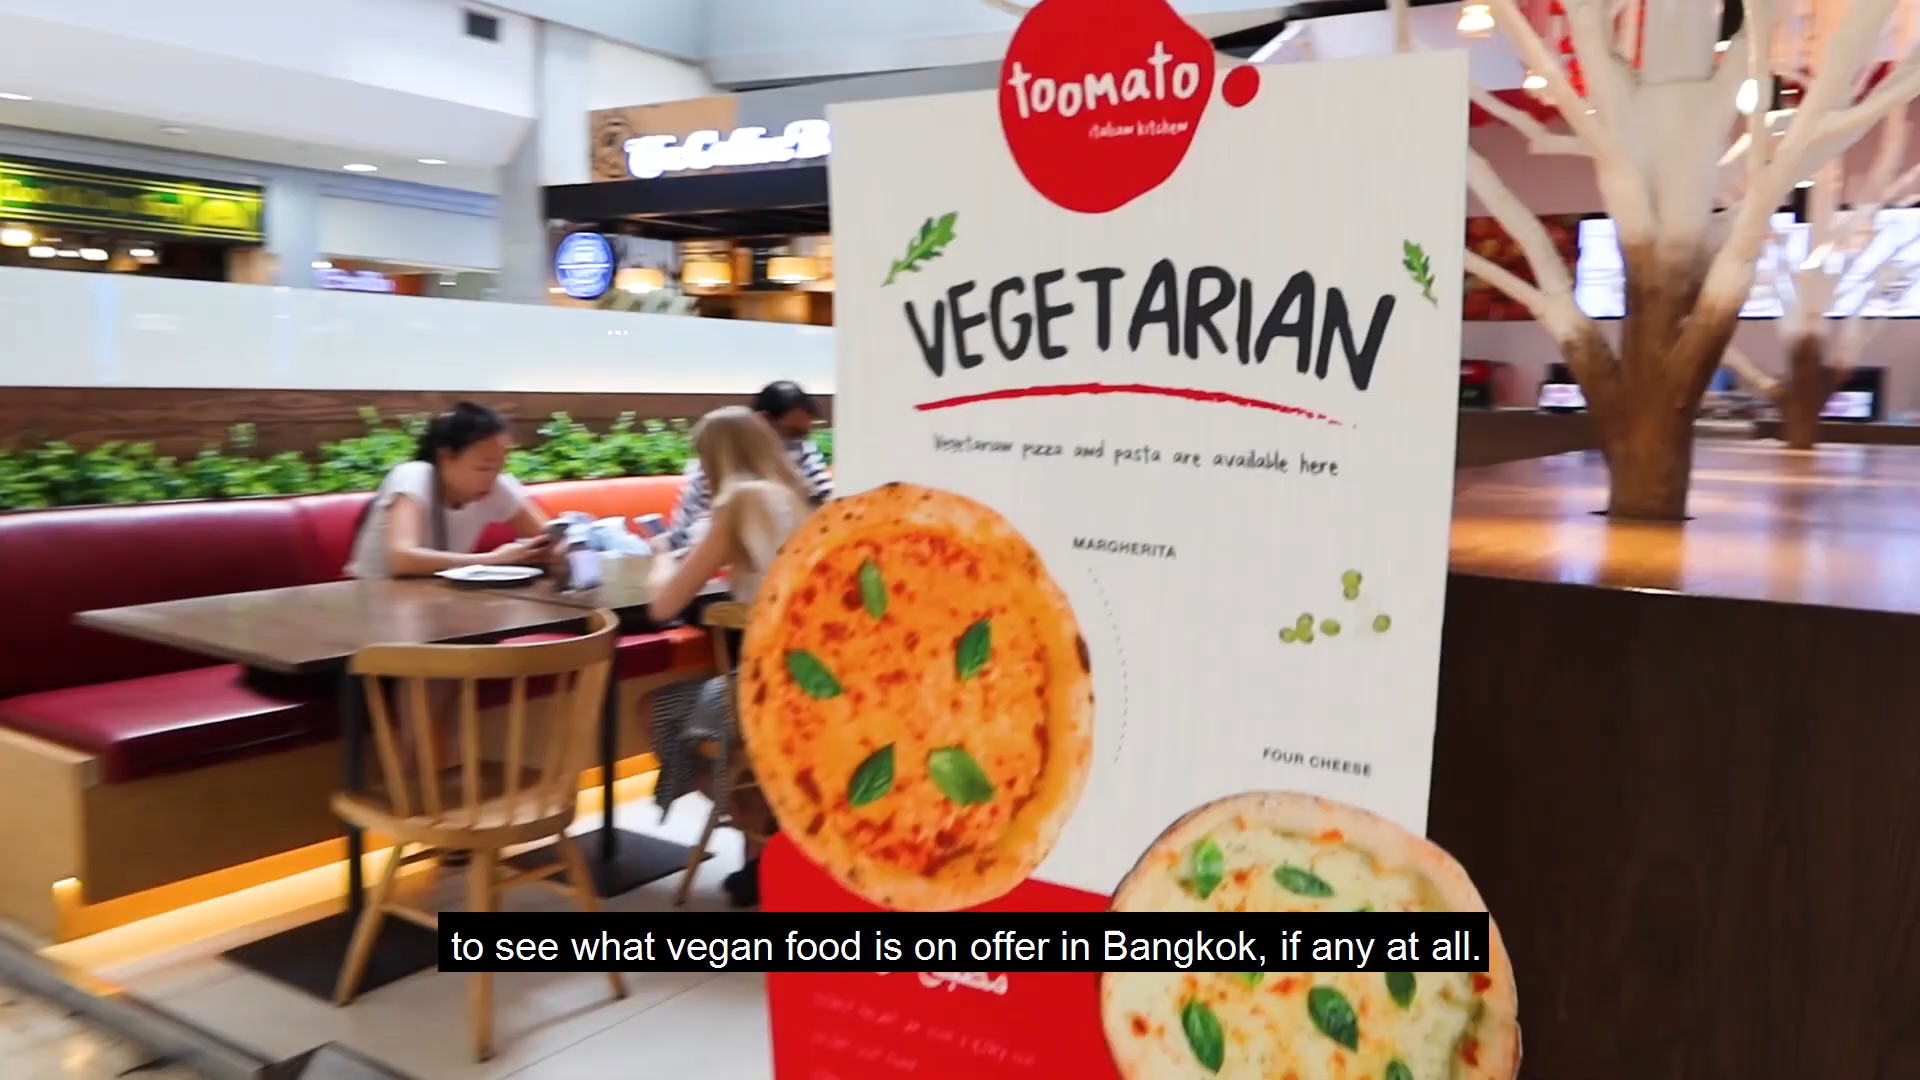 toomato
italian kitchen
VEGETARIAN
Vegetarian pizza and pasta are available here
MARGHERITA
FOUR CHEESE
to see what vegan food is on offer in Bangkok, if any at all.